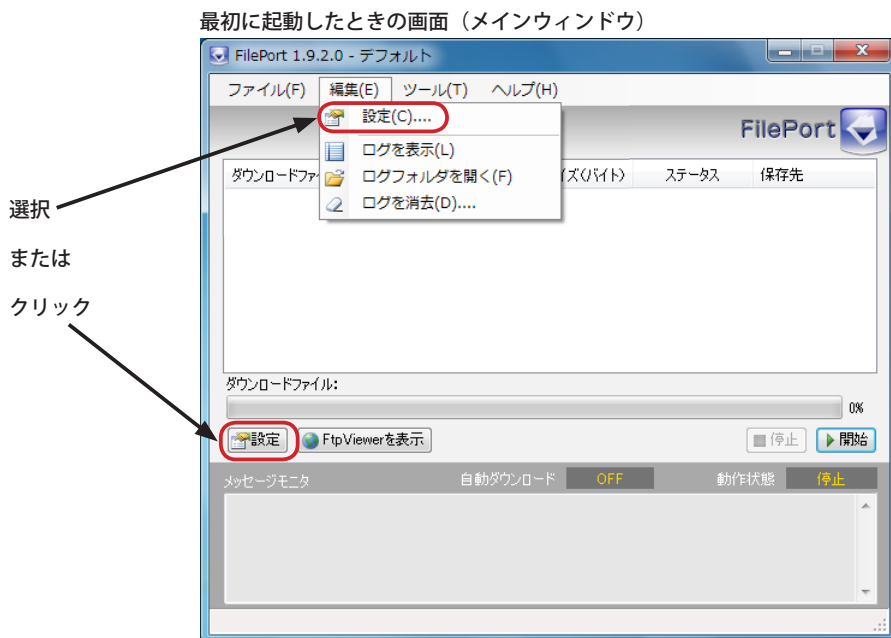 最初に起動したときの画面（メインウィンドウ）
FilePort 1.9.2.0 - デフォルト
ファイル(F) 編集(E) ツール(T) ヘルプ(H)
設定(C)....
ログを表示(L)
ログフォルダを開く(F)
ログを消去(D)....
FilePort
ダウンロードファ ズ(バイト) ステータス 保存先
選択
または
クリック
ダウンロードファイル:
0%
設定 FtpViewerを表示 停止 開始
メッセージモニタ 自動ダウンロード OFF 動作状態 停止